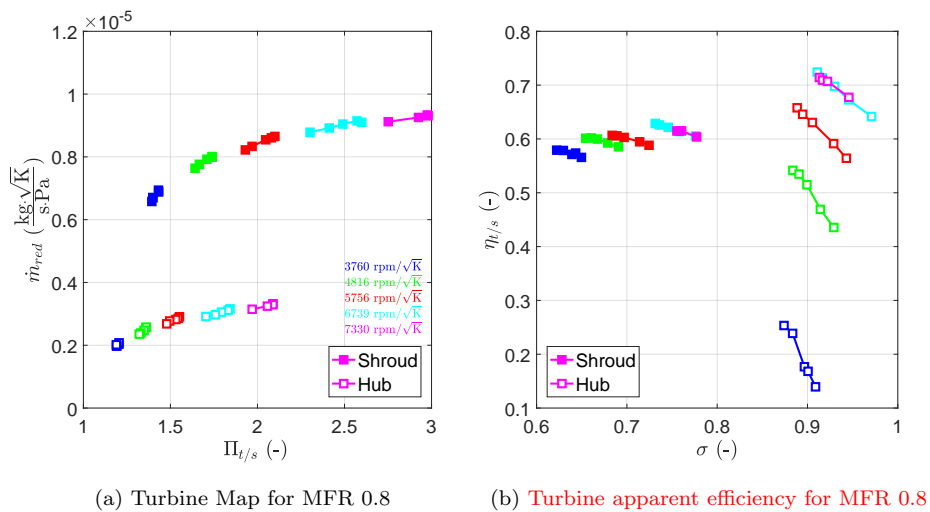 ×10⁻⁵
1.2
1
0.8
0.6
0.4
0.2
0
1 1.5 2 2.5 3
ṁ_red (kg·√K / s·Pa)
Π_t/s (-)
3760 rpm/√K
4816 rpm/√K
5756 rpm/√K
6739 rpm/√K
7330 rpm/√K
Shroud
Hub
(a) Turbine Map for MFR 0.8
0.8
0.7
0.6
0.5
0.4
0.3
0.2
0.1
0.6 0.7 0.8 0.9 1
η_t/s (-)
σ (-)
Shroud
Hub
(b) Turbine apparent efficiency for MFR 0.8